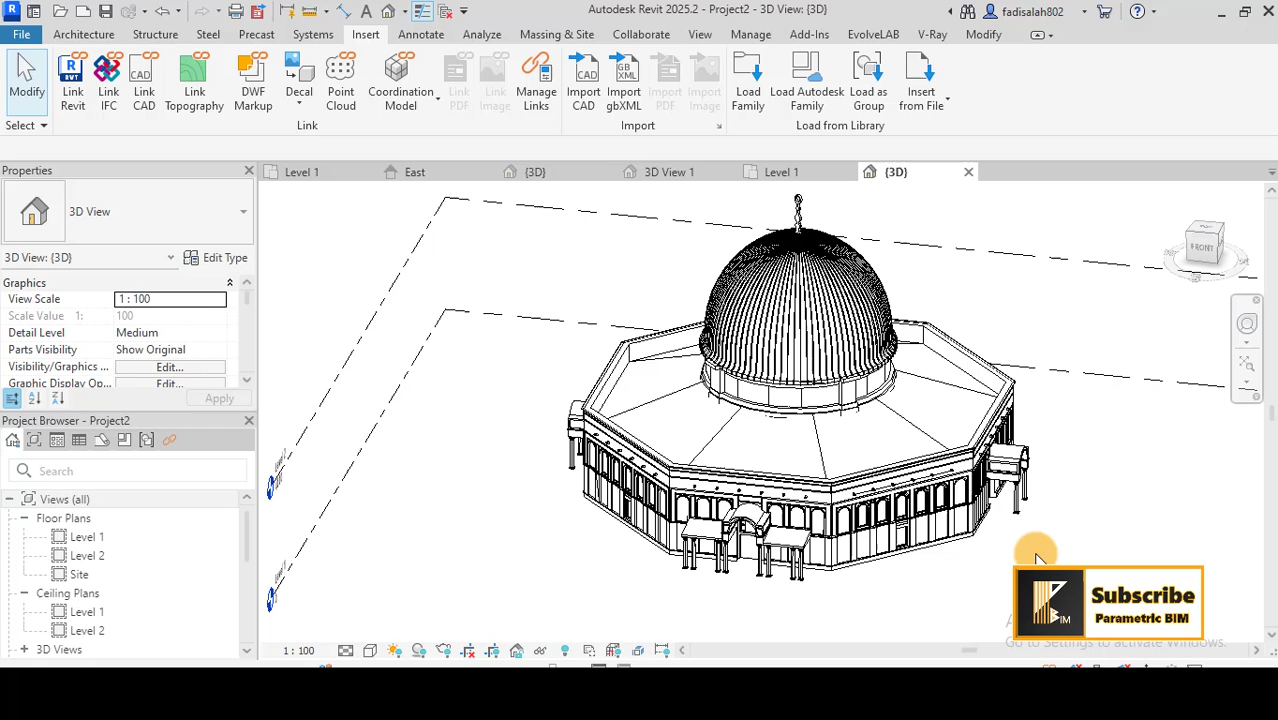 Autodesk Revit 2025.2 - Project2 - 3D View: {3D}
fadisalah802
File Architecture Structure Steel Precast Systems Insert Annotate Analyze Massing & Site Collaborate View Manage Add-Ins EvolveLAB V-Ray Modify
Modify
Link Revit
Link IFC
Link CAD
Link Topography
DWF Markup
Decal
Point Cloud
Coordination Model
Link PDF
Link Image
Manage Links
Import CAD
Import gbXML
Import PDF
Import Image
Load Family
Load Autodesk Family
Load as Group
Insert from File
Select
Link
Import
Load from Library
Properties
Level 1
East
{3D}
3D View 1
Level 1
{3D}
3D View
3D View: {3D}
Edit Type
Graphics
View Scale 1 : 100
Scale Value 1: 100
Detail Level Medium
Parts Visibility Show Original
Visibility/Graphics ... Edit...
Graphic Display Op... Edit...
Apply
Project Browser - Project2
Search
Views (all)
Floor Plans
Level 1
Level 2
Site
Ceiling Plans
Level 1
Level 2
3D Views
FRONT
BIM
Subscribe
Parametric BIM
Go to Settings to activate Windows.
1 : 100